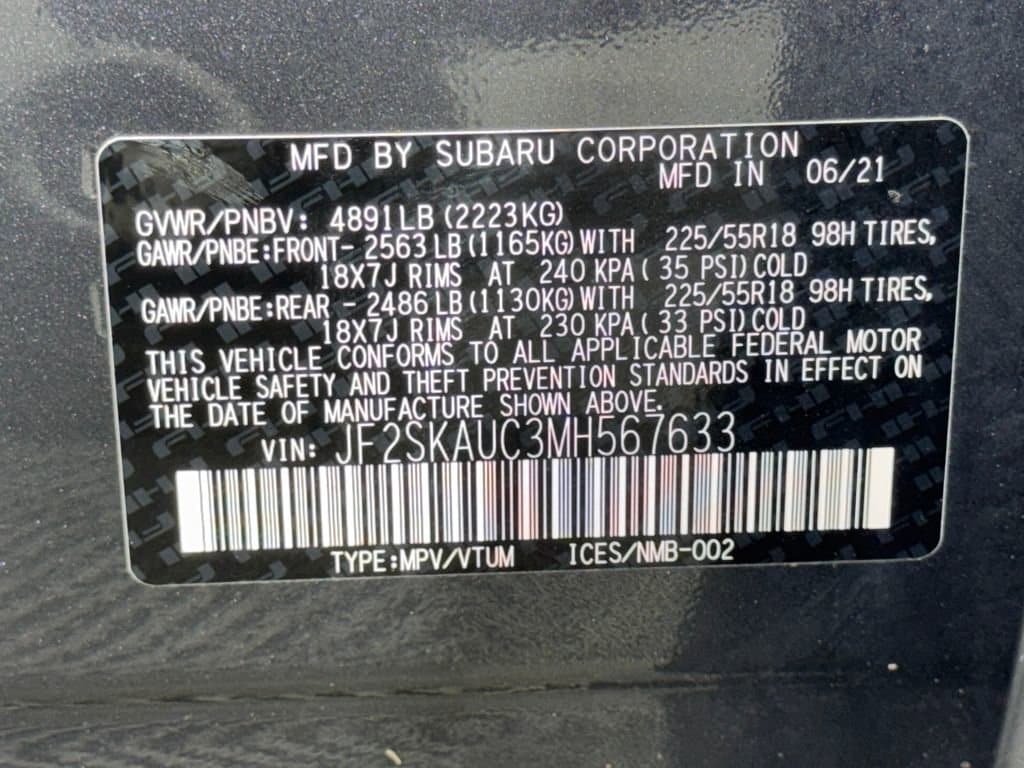 MFD BY SUBARU CORPORATION
MFD IN 06/21
GVWR/PNBV: 4891LB (2223KG)
GAWR/PNBE:FRONT- 2563 LB (1165KG) WITH 225/55R18 98H TIRES,
18X7J RIMS AT 240 KPA ( 35 PSI) COLD
GAWR/PNBE:REAR - 2486 LB (1130KG) WITH 225/55R18 98H TIRES,
18X7J RIMS AT 230 KPA ( 33 PSI) COLD
THIS VEHICLE CONFORMS TO ALL APPLICABLE FEDERAL MOTOR
VEHICLE SAFETY AND THEFT PREVENTION STANDARDS IN EFFECT ON
THE DATE OF MANUFACTURE SHOWN ABOVE.
VIN: JF2SKAUC3MH567633
TYPE:MPV/VTUM ICES/NMB-002